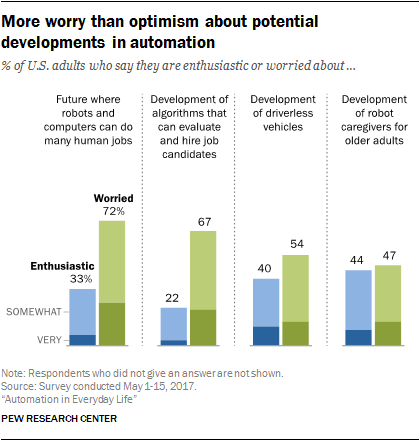 More worry than optimism about potential
developments in automation
% of U.S. adults who say they are enthusiastic or worried about ...
Future where
robots and
computers can do
many human jobs
Development of
algorithms that
can evaluate
and hire job
candidates
Development
of driverless
vehicles
Development
of robot
caregivers for
older adults
Worried
72%
Enthusiastic
33%
22
67
40
54
44
47
SOMEWHAT
VERY
Note: Respondents who did not give an answer are not shown.
Source: Survey conducted May 1-15, 2017.
“Automation in Everyday Life”
PEW RESEARCH CENTER